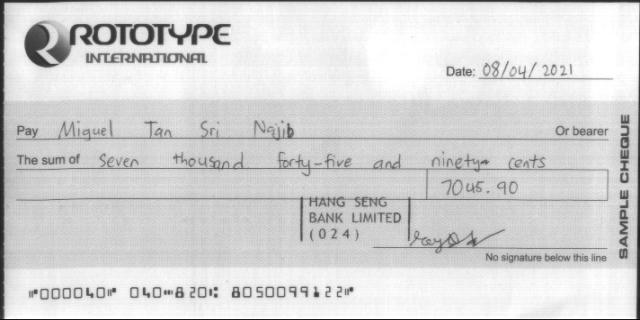 ROTOTYPE
INTERNATIONAL
Date: 08/04/2021
Pay Miguel Tan Sri Najib Or bearer
The sum of seven thousand forty-five and ninety cents
7045.90
HANG SENG
BANK LIMITED
(024)
No signature below this line
SAMPLE CHEQUE
⑈000040⑈ 040⑉820⑆ 8050099122⑈